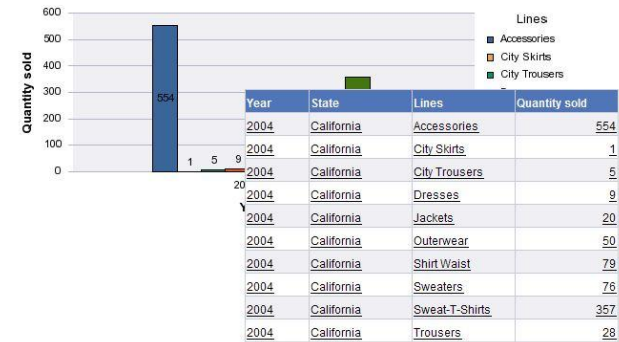 600
500
400
300
200
100
0
Quantity sold
554
1 5 9
20
Lines
Accessories
City Skirts
City Trousers
Year State Lines Quantity sold
2004 California Accessories 554
2004 California City Skirts 1
2004 California City Trousers 5
2004 California Dresses 9
2004 California Jackets 20
2004 California Outerwear 50
2004 California Shirt Waist 79
2004 California Sweaters 76
2004 California Sweat-T-Shirts 357
2004 California Trousers 28